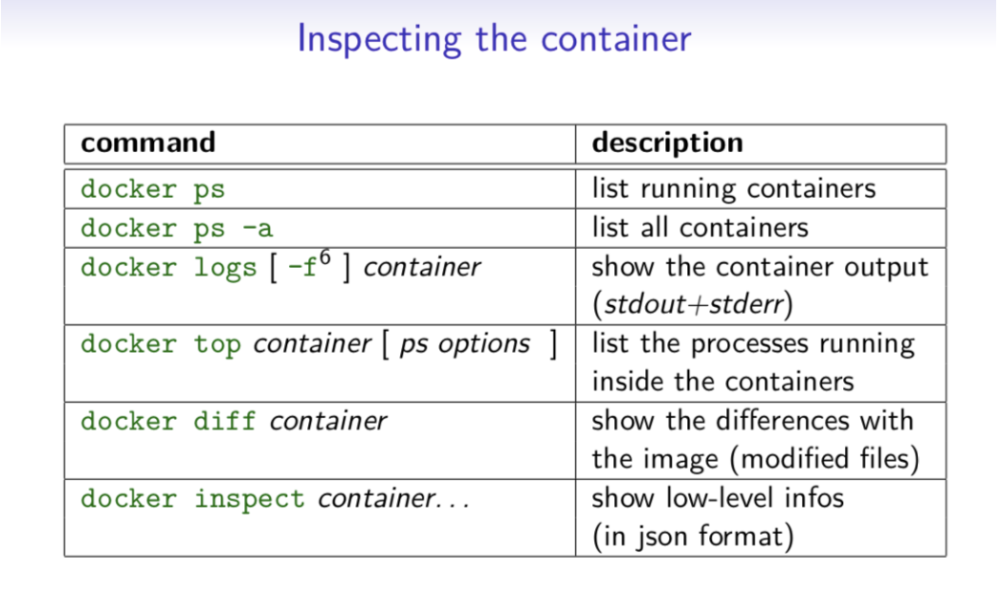 Inspecting the container
command description
docker ps list running containers
docker ps -a list all containers
docker logs [ -f⁶ ] container show the container output
(stdout+stderr)
docker top container [ ps options ] list the processes running
inside the containers
docker diff container show the differences with
the image (modified files)
docker inspect container... show low-level infos
(in json format)